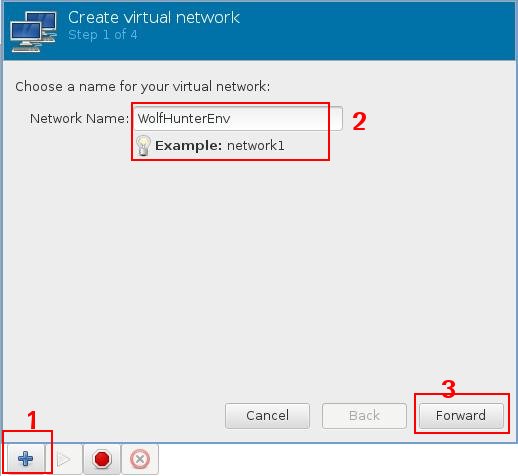 Create virtual network
Step 1 of 4
Choose a name for your virtual network:
Network Name: WolfHunterEnv
2
Example: network1
3
Cancel Back Forward
1